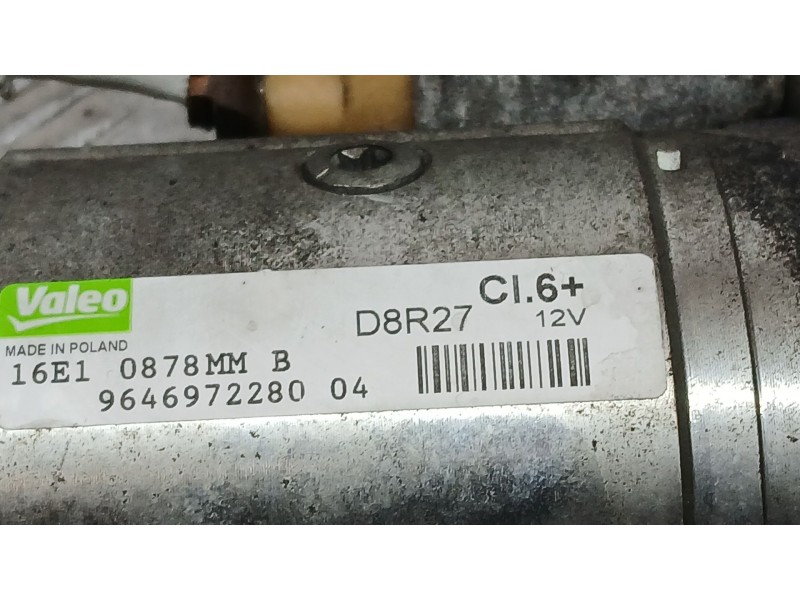 Valeo
Cl.6+
D8R27
12V
MADE IN POLAND
16E1 0878MM B
9646972280 04